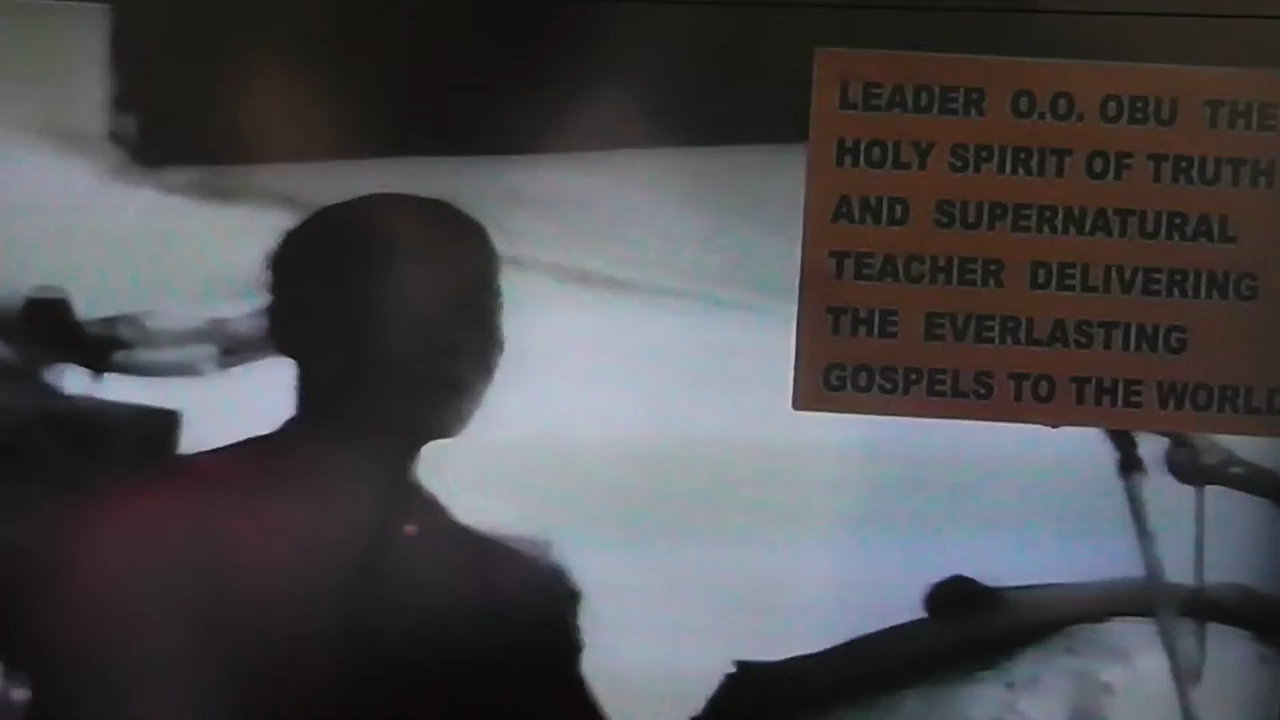 LEADER O.O. OBU THE
HOLY SPIRIT OF TRUTH
AND SUPERNATURAL
TEACHER DELIVERING
THE EVERLASTING
GOSPELS TO THE WORLD